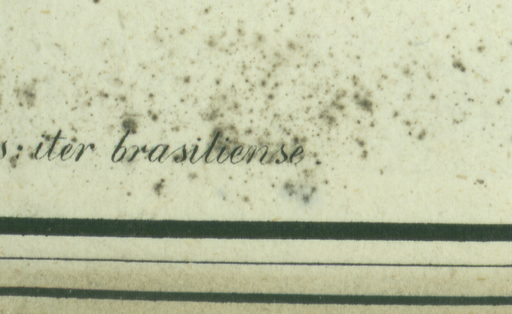 s. iter brasiliense.